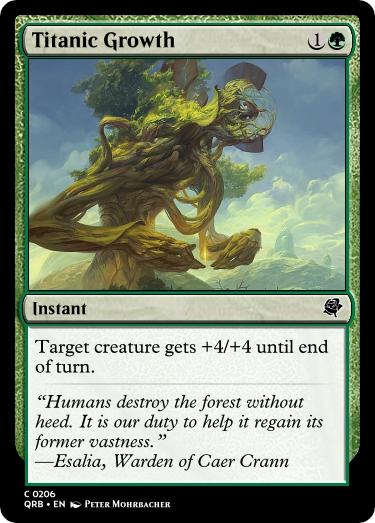 Titanic Growth 1
Instant
Target creature gets +4/+4 until end
of turn.
“Humans destroy the forest without
heed. It is our duty to help it regain its
former vastness.”
—Esalia, Warden of Caer Crann
C 0206
QRB • EN Peter Mohrbacher